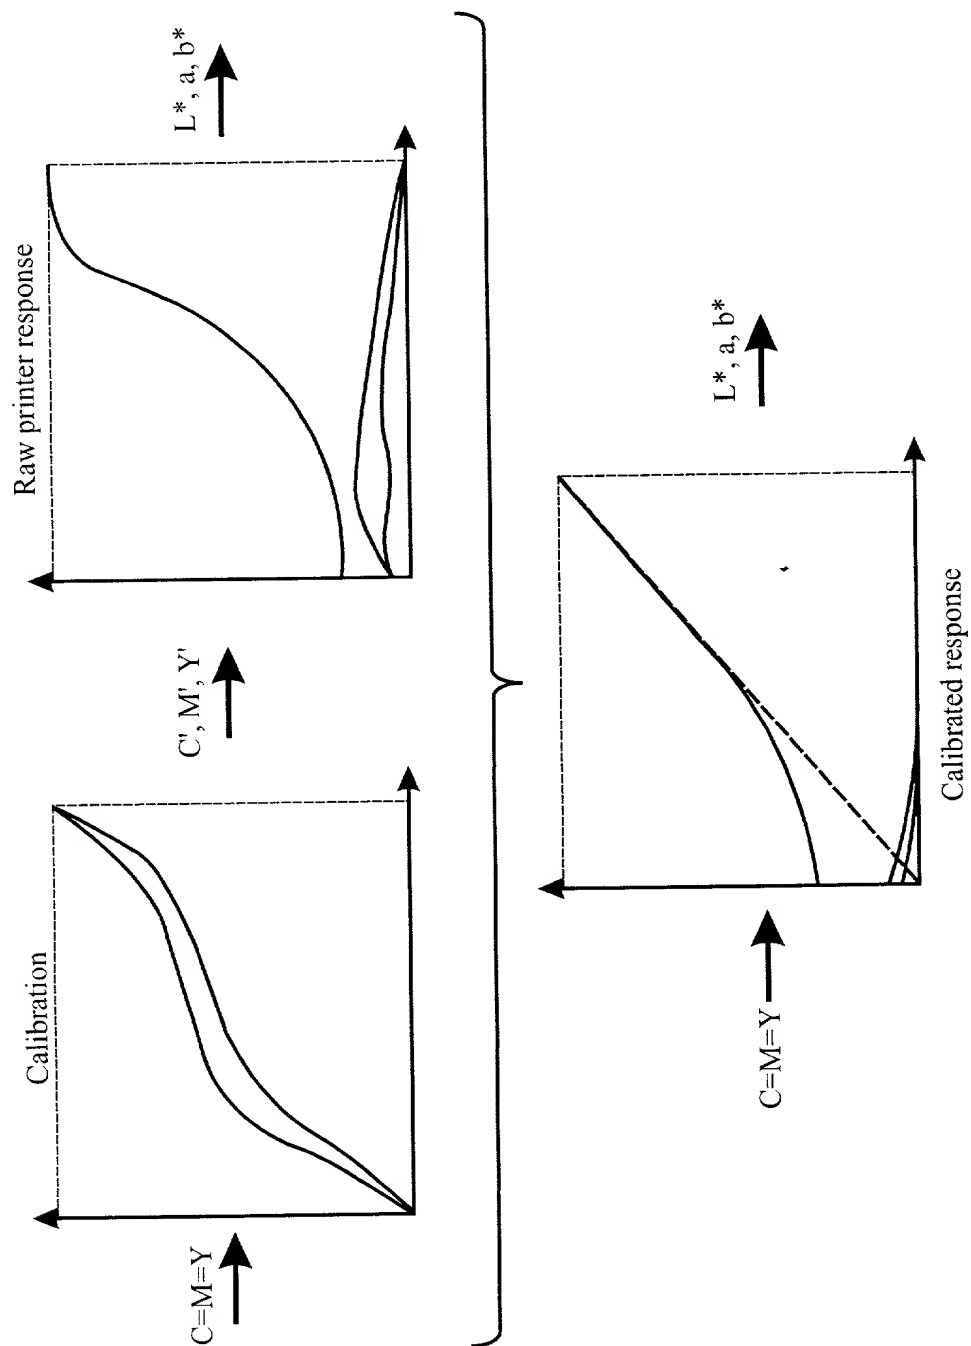 C=M=Y
Calibration
C', M', Y'
Raw printer response
L*, a, b*
C=M=Y
Calibrated response
L*, a, b*